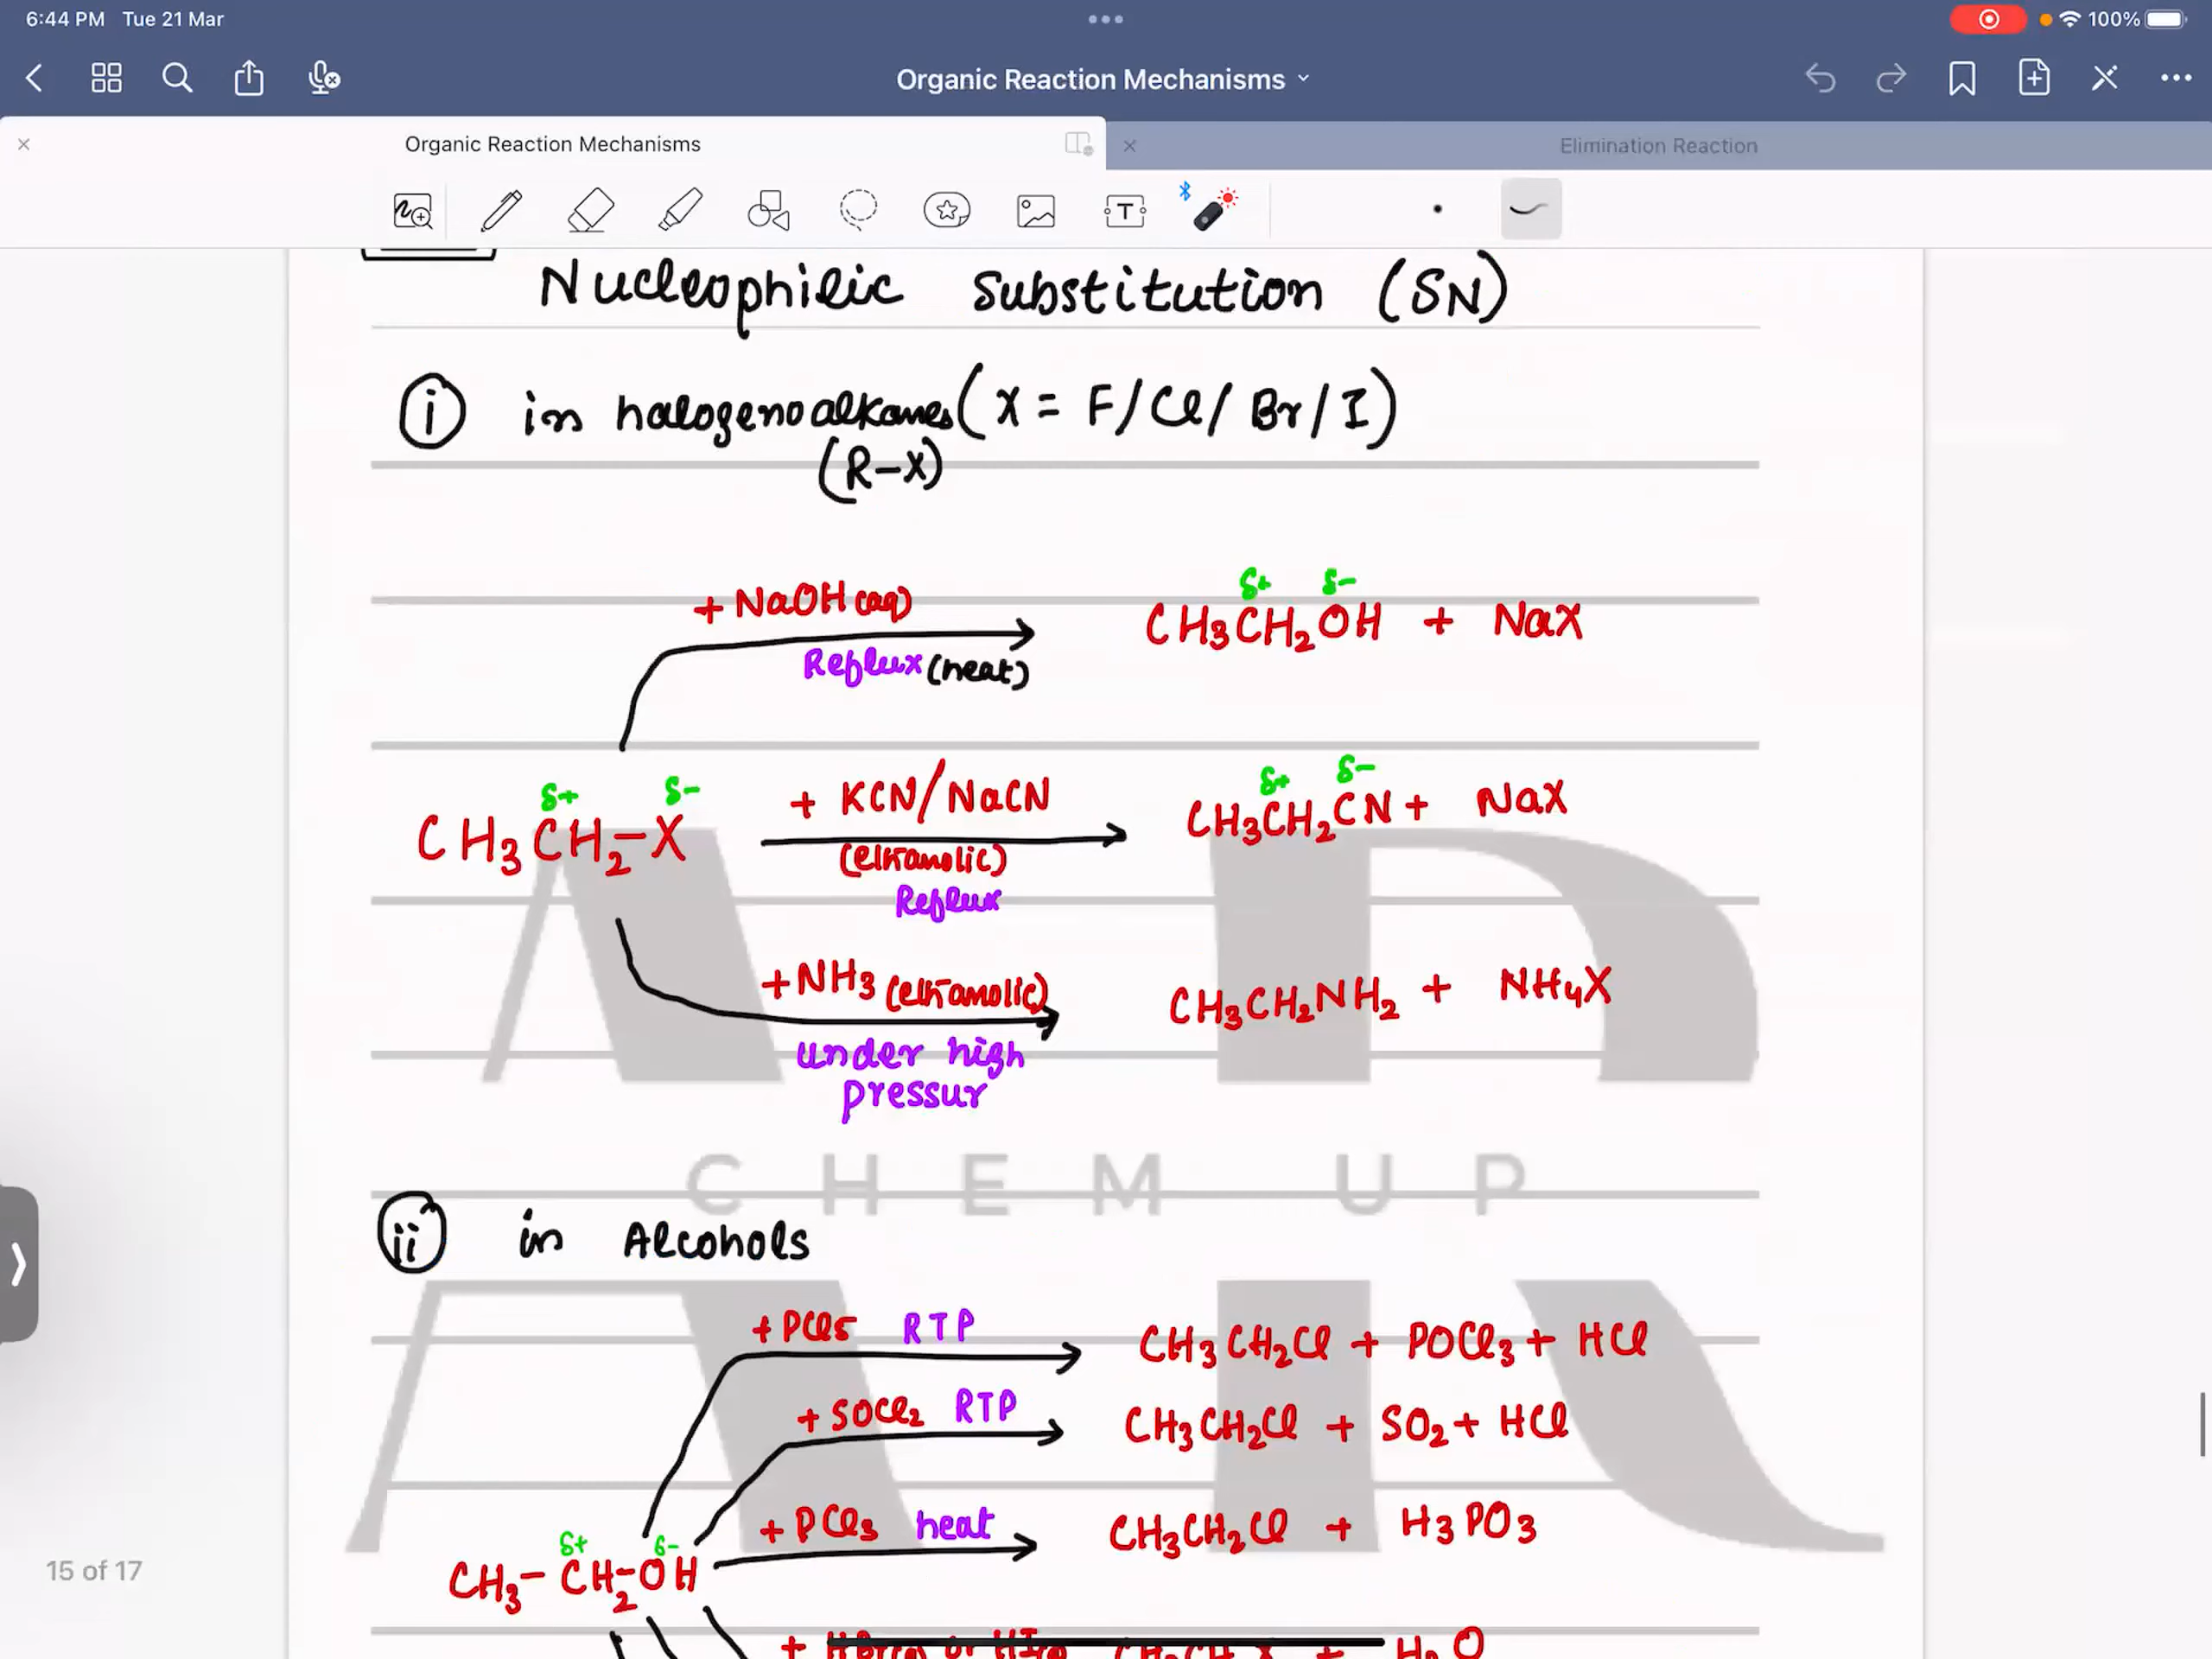 6:44 PM Tue 21 Mar
100%
Organic Reaction Mechanisms
Organic Reaction Mechanisms
Elimination Reaction
T
Nucleophilic Substitution (SN)
i in halogenoalkanes (X = F/Cl/Br/I)
(R-X)
+ NaOH (aq)
Reflux (heat)
δ+ δ-
CH3CH2OH + NaX
δ+ δ-
CH3CH2-X
+ KCN/NaCN
(ethanolic)
Reflux
δ+ δ-
CH3CH2CN + NaX
+NH3 (ethanolic)
under high
pressur
CH3CH2NH2 + NH4X
CHEM UP
ii in Alcohols
+ PCl5 RTP
CH3CH2Cl + POCl3 + HCl
+ SOCl2 RTP
CH3CH2Cl + SO2 + HCl
+ PCl3 heat
CH3CH2Cl + H3PO3
δ+ δ-
CH3-CH2-OH
15 of 17